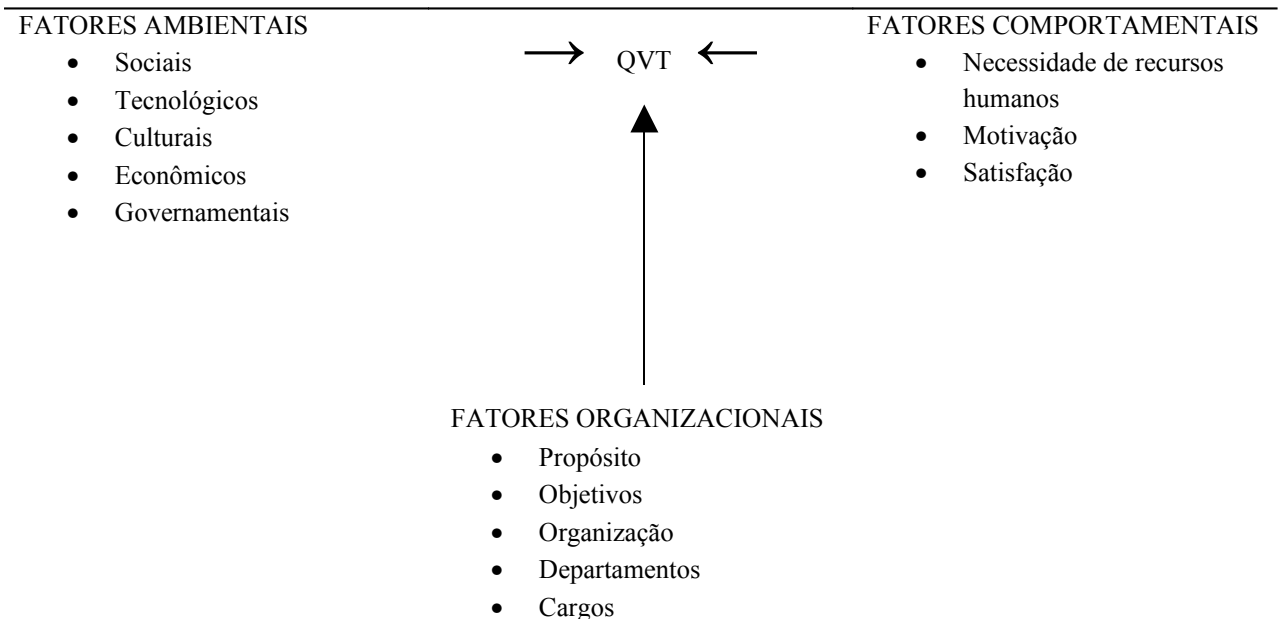 FATORES AMBIENTAIS
• Sociais
• Tecnológicos
• Culturais
• Econômicos
• Governamentais
QVT
FATORES COMPORTAMENTAIS
• Necessidade de recursos
humanos
• Motivação
• Satisfação
FATORES ORGANIZACIONAIS
• Propósito
• Objetivos
• Organização
• Departamentos
• Cargos